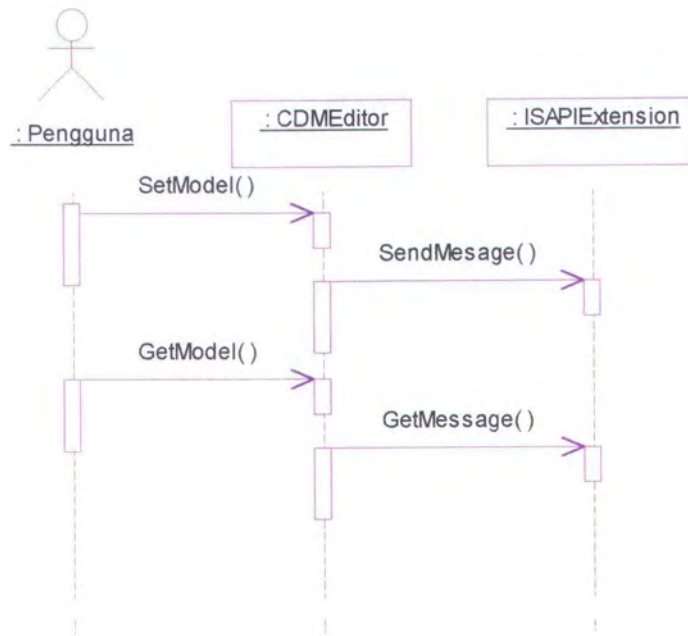 : Pengguna
: CDMEditor
: ISAPIExtension
SetModel()
SendMesage()
GetModel()
GetMessage()